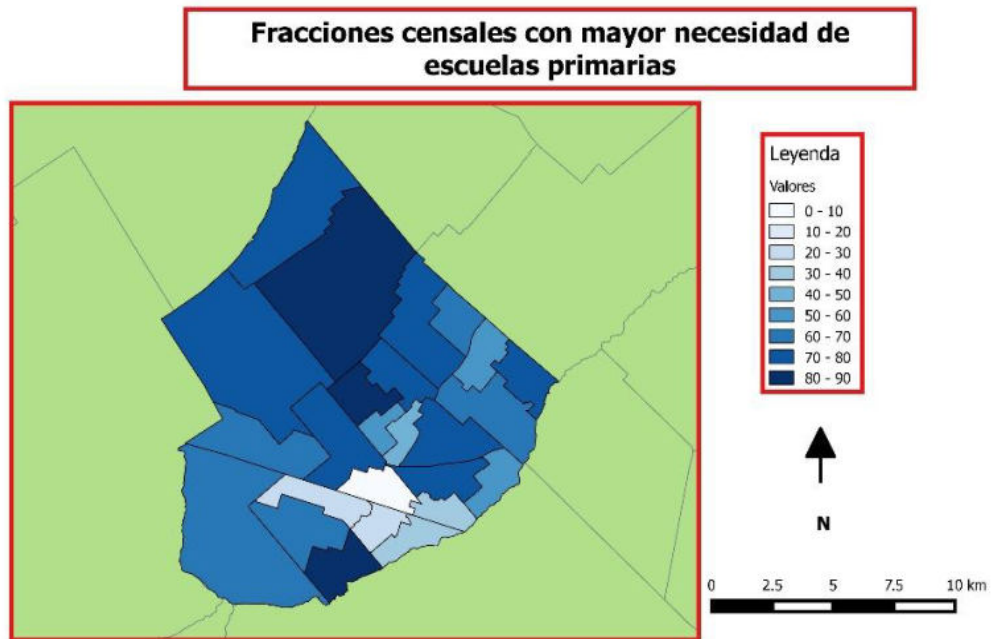 Fracciones censales con mayor necesidad de
escuelas primarias
Leyenda
Valores
0 - 10
10 - 20
20 - 30
30 - 40
40 - 50
50 - 60
60 - 70
70 - 80
80 - 90
N
0 2.5 5 7.5 10 km